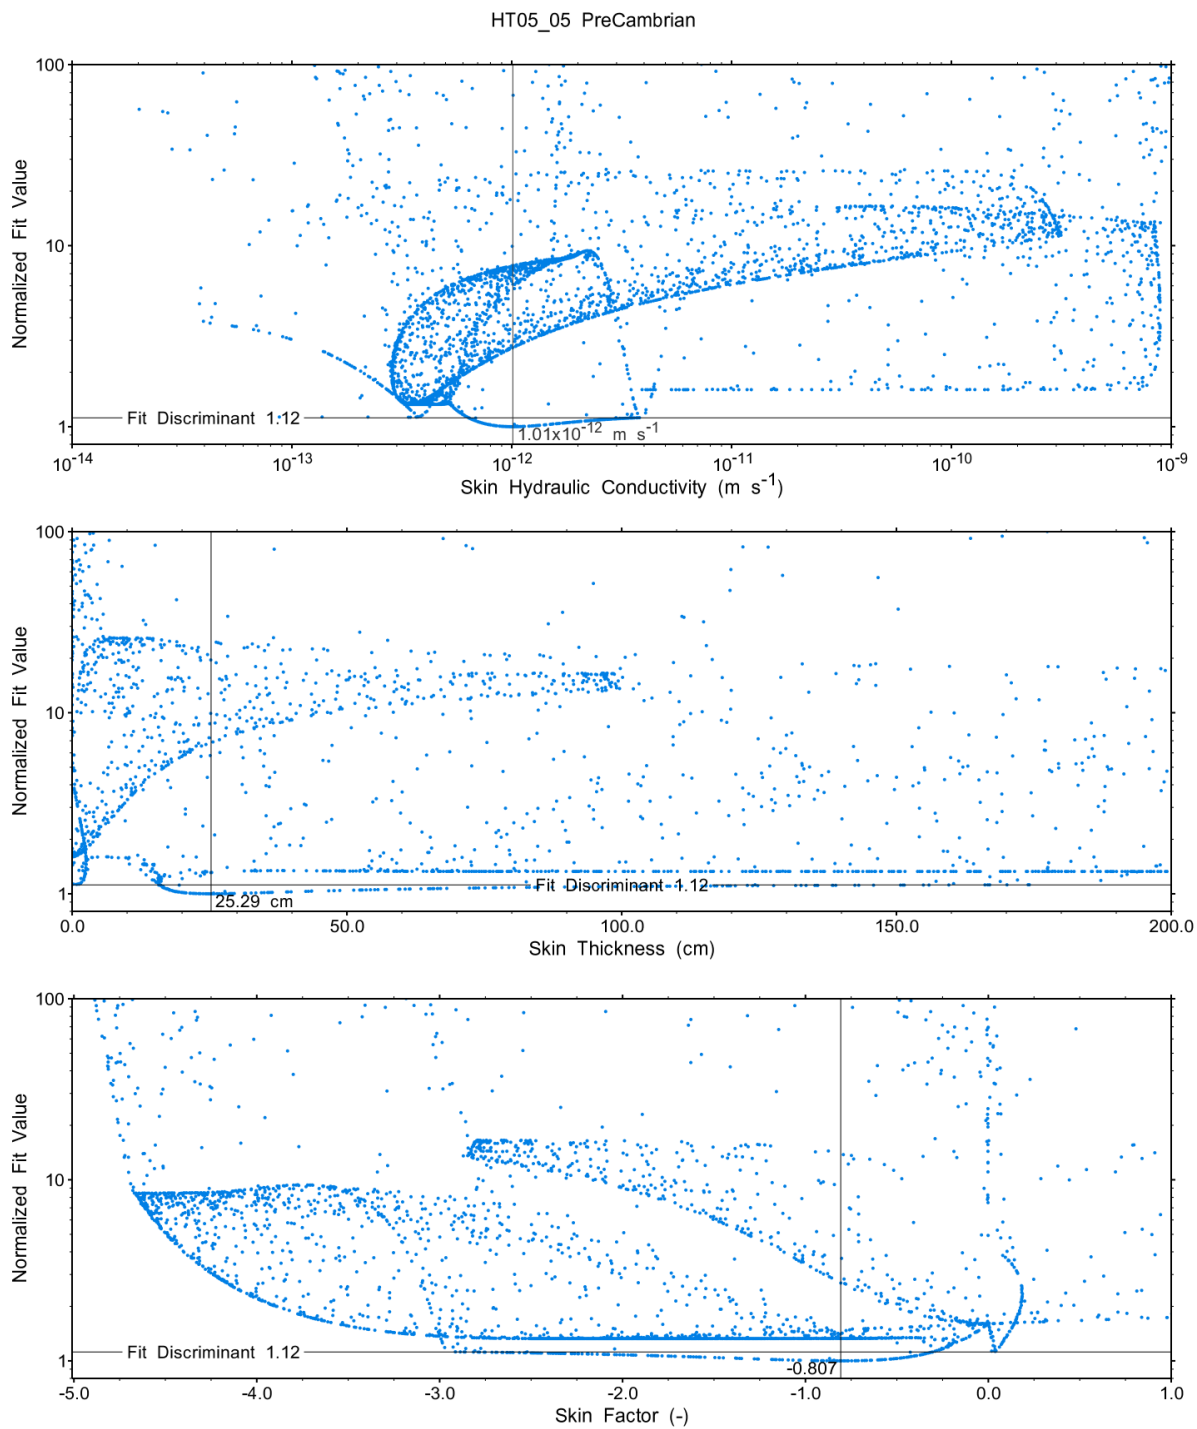 HT05_05 PreCambrian
100
10
1
Normalized Fit Value
Fit Discriminant 1.12
1.01x10⁻¹² m s⁻¹
10⁻¹⁴ 10⁻¹³ 10⁻¹² 10⁻¹¹ 10⁻¹⁰ 10⁻⁹
Skin Hydraulic Conductivity (m s⁻¹)
100
10
1
Normalized Fit Value
Fit Discriminant 1.12
25.29 cm
0.0 50.0 100.0 150.0 200.0
Skin Thickness (cm)
100
10
1
Normalized Fit Value
Fit Discriminant 1.12
-0.807
-5.0 -4.0 -3.0 -2.0 -1.0 0.0 1.0
Skin Factor (-)